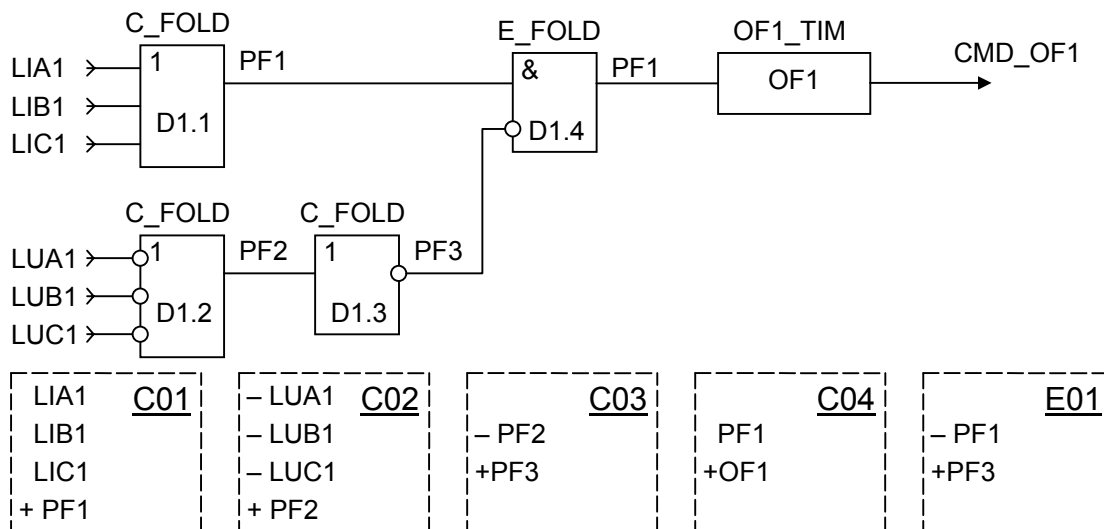 C_FOLD
E_FOLD
OF1_TIM
LIA1
LIB1
LIC1
1
D1.1
PF1
&
D1.4
PF1
OF1
CMD_OF1
C_FOLD
C_FOLD
LUA1
LUB1
LUC1
1
D1.2
PF2
1
D1.3
PF3
LIA1 C01
LIB1
LIC1
+ PF1
– LUA1 C02
– LUB1
– LUC1
+ PF2
C03
– PF2
+PF3
C04
PF1
+OF1
E01
– PF1
+PF3